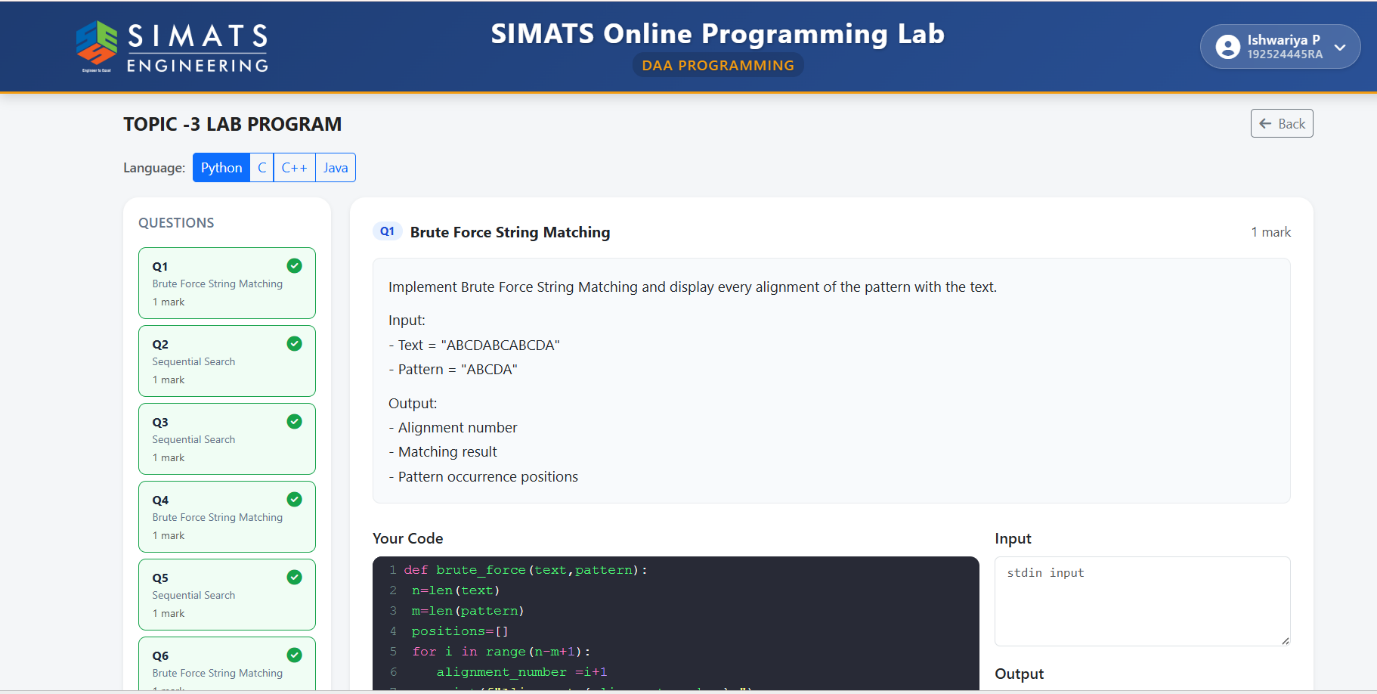 SIMATS
ENGINEERING
Engineer to Excel
SIMATS Online Programming Lab
DAA PROGRAMMING
Ishwariya P
192524445RA
TOPIC -3 LAB PROGRAM
← Back
Language: Python C C++ Java
QUESTIONS
Q1
Brute Force String Matching
1 mark
Q2
Sequential Search
1 mark
Q3
Sequential Search
1 mark
Q4
Brute Force String Matching
1 mark
Q5
Sequential Search
1 mark
Q6
Brute Force String Matching
1 mark
Q1 Brute Force String Matching 1 mark
Implement Brute Force String Matching and display every alignment of the pattern with the text.
Input:
- Text = "ABCDABCABCDA"
- Pattern = "ABCDA"
Output:
- Alignment number
- Matching result
- Pattern occurrence positions
Your Code
1 def brute_force(text,pattern):
2 n=len(text)
3 m=len(pattern)
4 positions=[]
5 for i in range(n-m+1):
6 alignment_number =i+1
Input
stdin input
Output